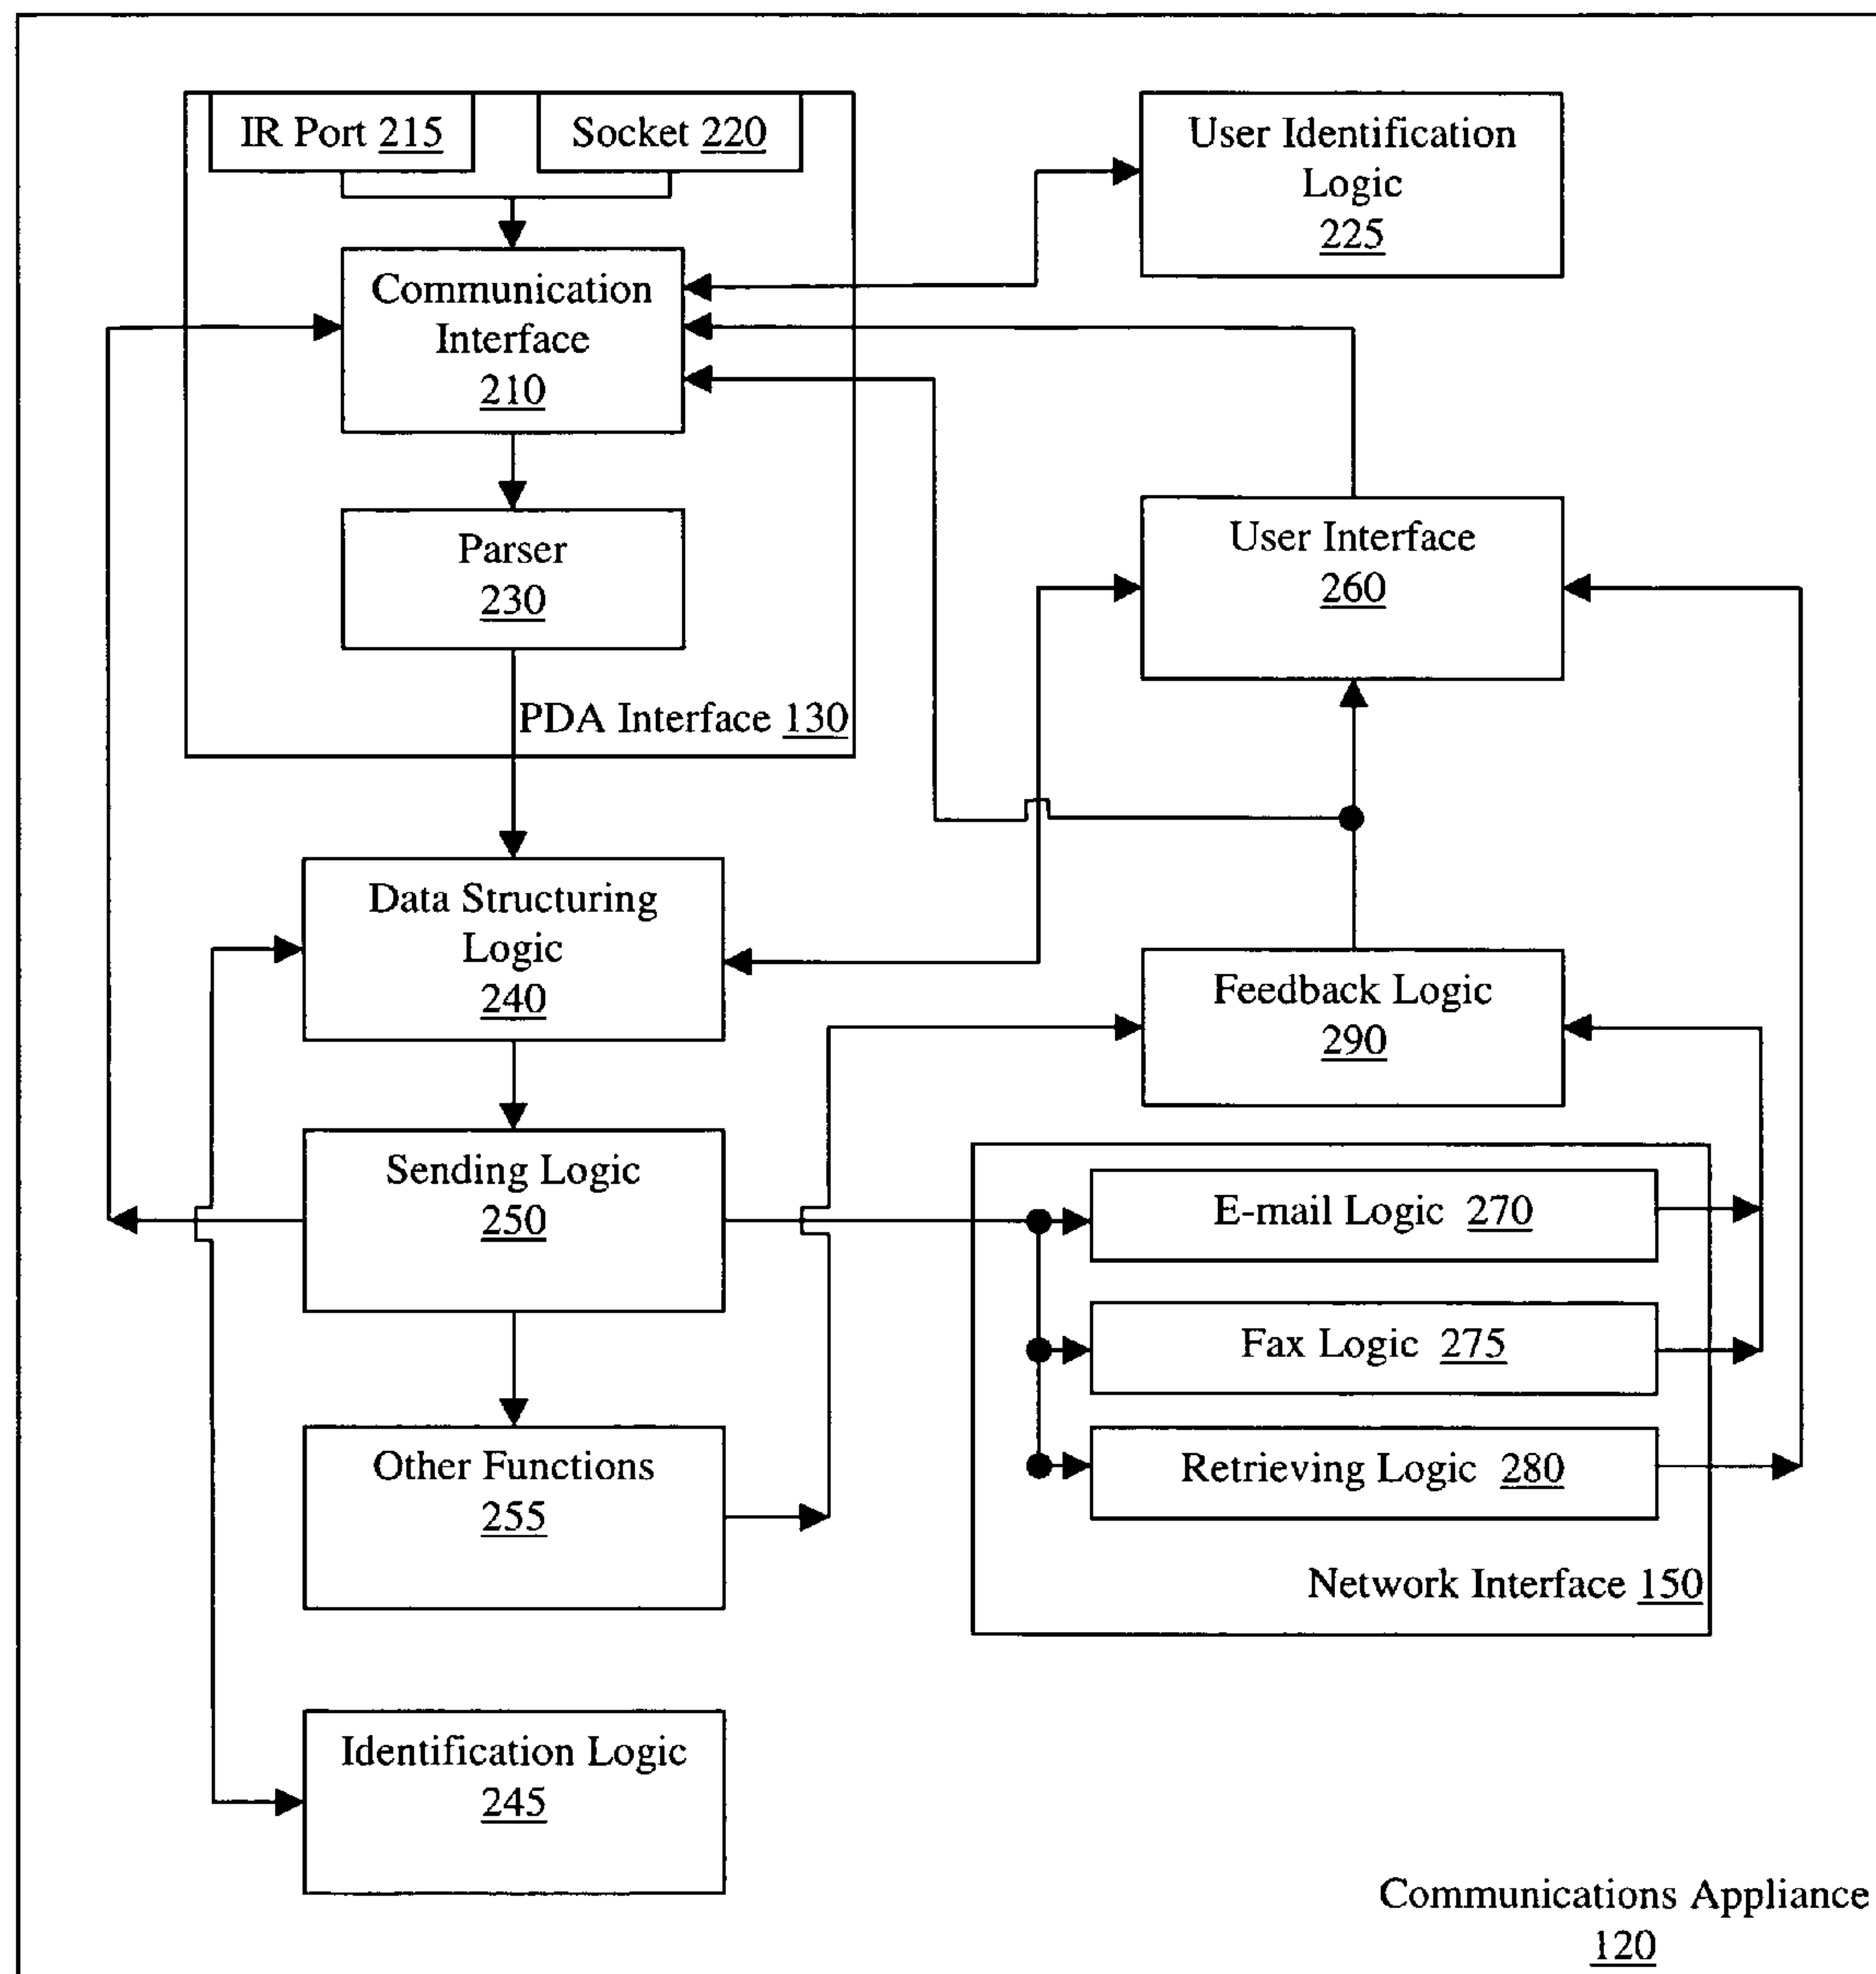 IR Port 215
Socket 220
User Identification
Logic
225
Communication
Interface
210
Parser
230
User Interface
260
PDA Interface 130
Data Structuring
Logic
240
Feedback Logic
290
Sending Logic
250
E-mail Logic 270
Fax Logic 275
Retrieving Logic 280
Other Functions
255
Network Interface 150
Identification Logic
245
Communications Appliance
120